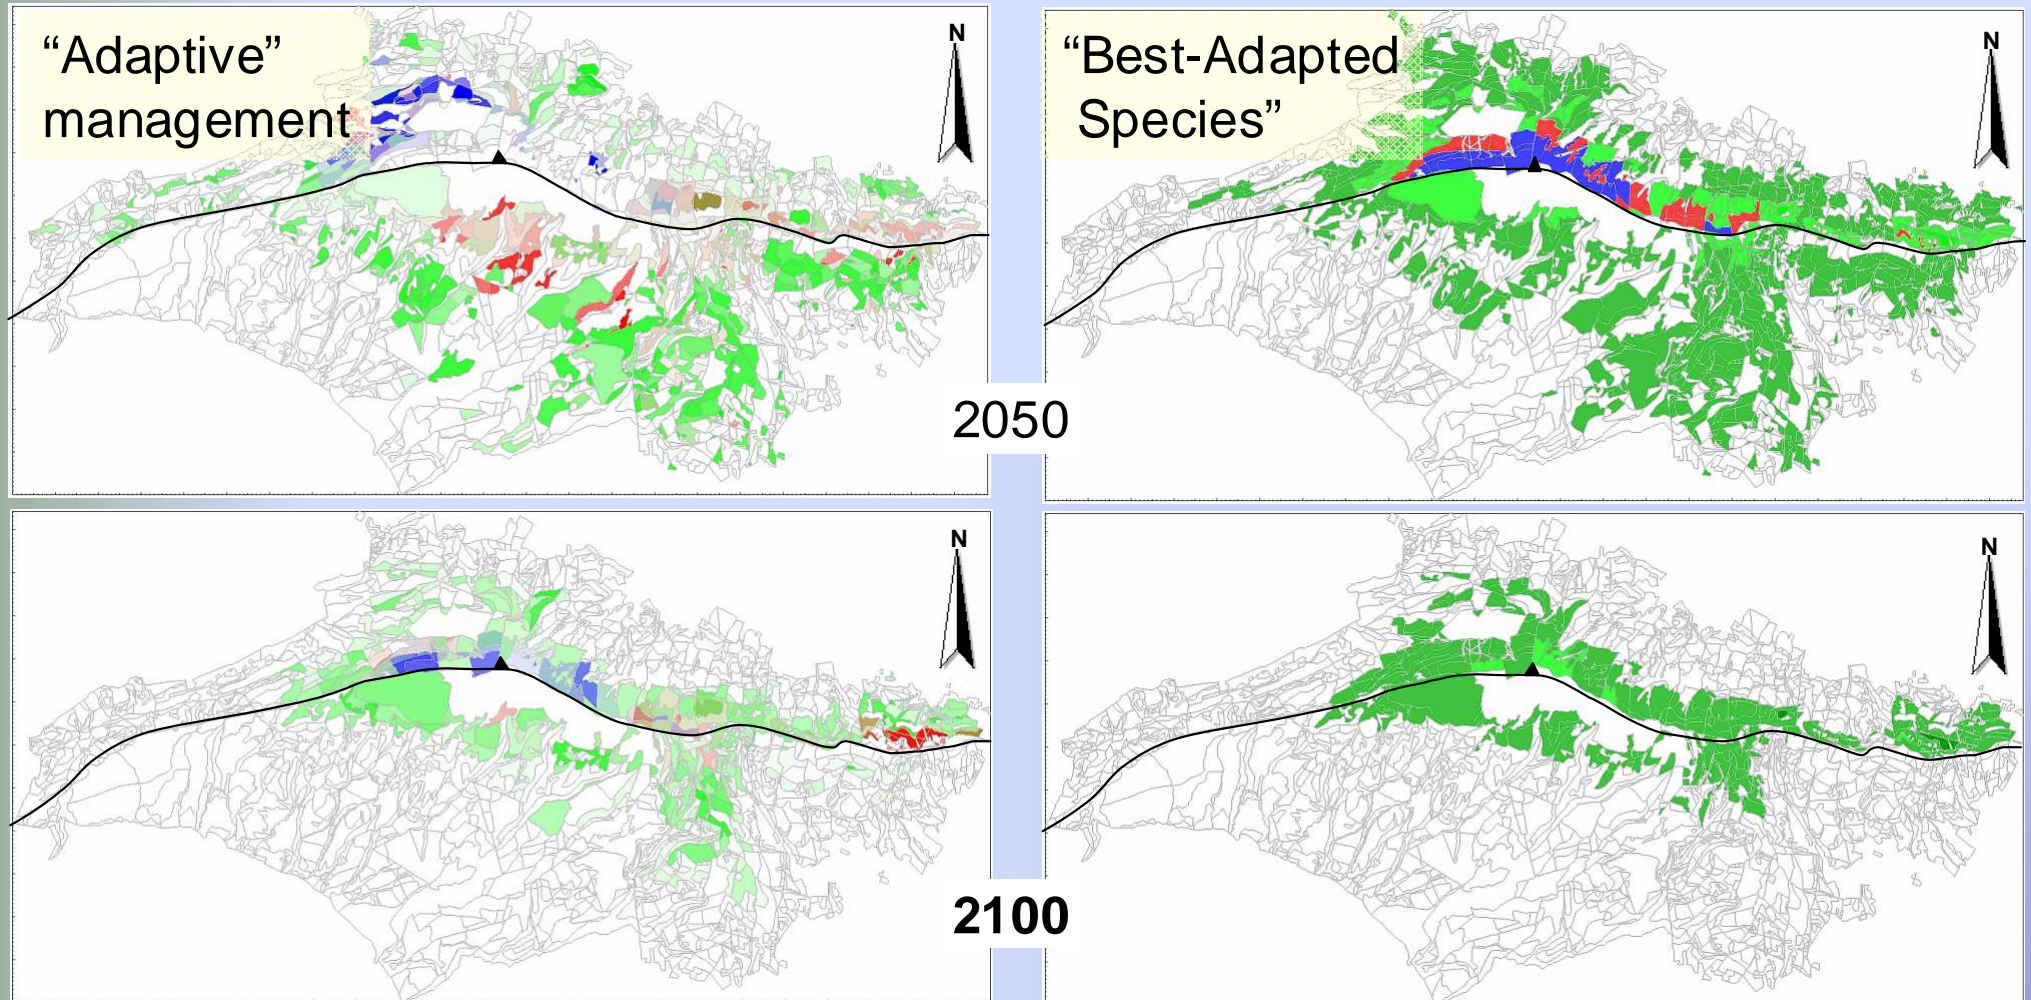 “Adaptive”
management
N
“Best-Adapted
Species”
N
2050
N
N
2100